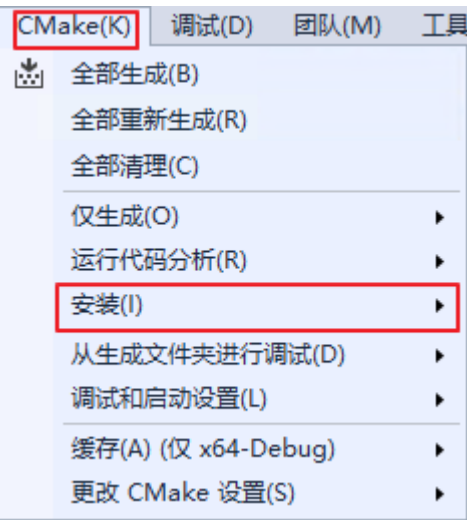 CMake(K) 调试(D) 团队(M) 工具
全部生成(B)
全部重新生成(R)
全部清理(C)
仅生成(O)
运行代码分析(R)
安装(I)
从生成文件夹进行调试(D)
调试和启动设置(L)
缓存(A) (仅 x64-Debug)
更改 CMake 设置(S)